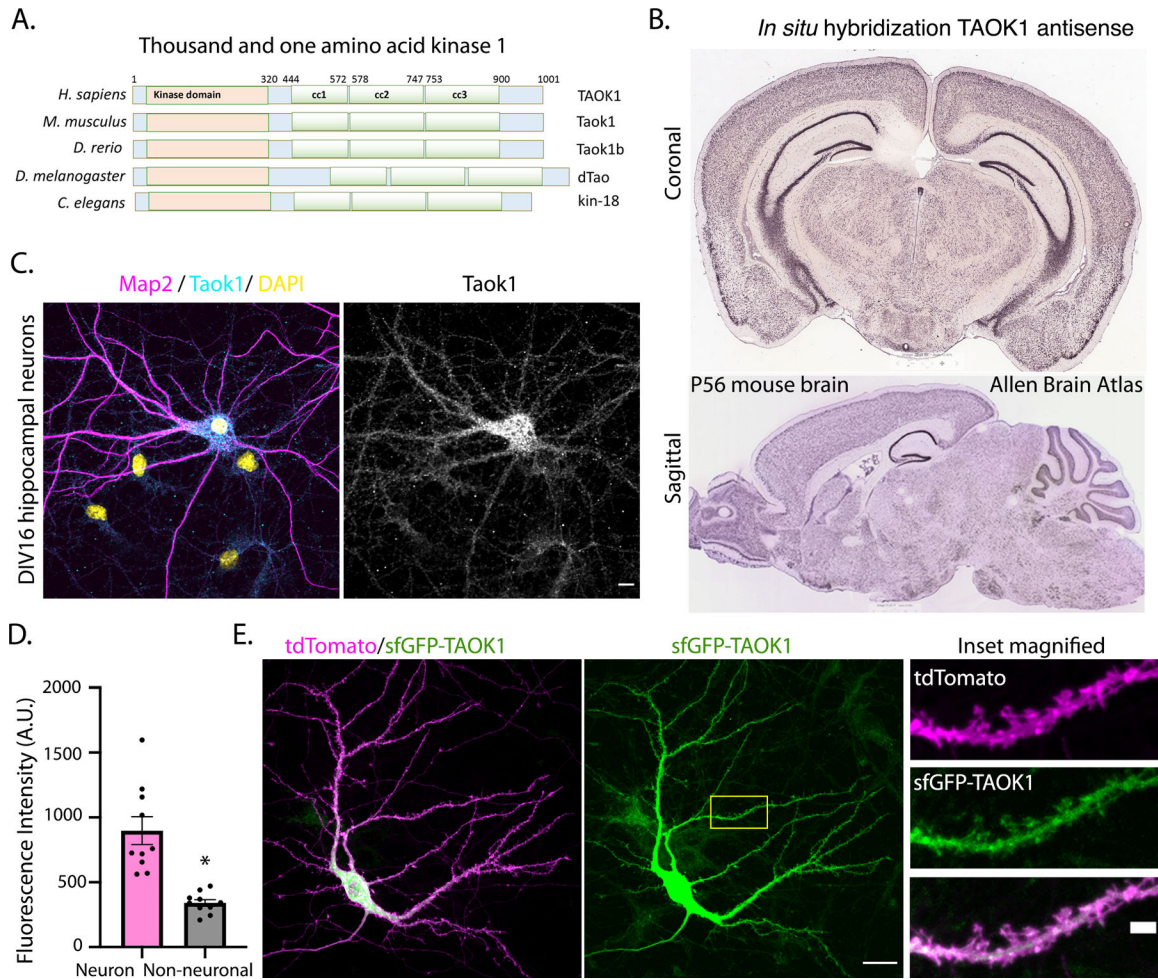 A.
Thousand and one amino acid kinase 1
1 320 444 572 578 747 753 900 1001
H. sapiens Kinase domain cc1 cc2 cc3 TAOK1
M. musculus Taok1
D. rerio Taok1b
D. melanogaster dTao
C. elegans kin-18
B.
In situ hybridization TAOK1 antisense
Coronal
P56 mouse brain Allen Brain Atlas
Sagittal
C.
Map2 / Taok1/ DAPI Taok1
DIV16 hippocampal neurons
D.
Fluorescence Intensity (A.U.)
2000
1500
1000
500
0
*
Neuron Non-neuronal
E.
tdTomato/sfGFP-TAOK1 sfGFP-TAOK1 Inset magnified
tdTomato
sfGFP-TAOK1